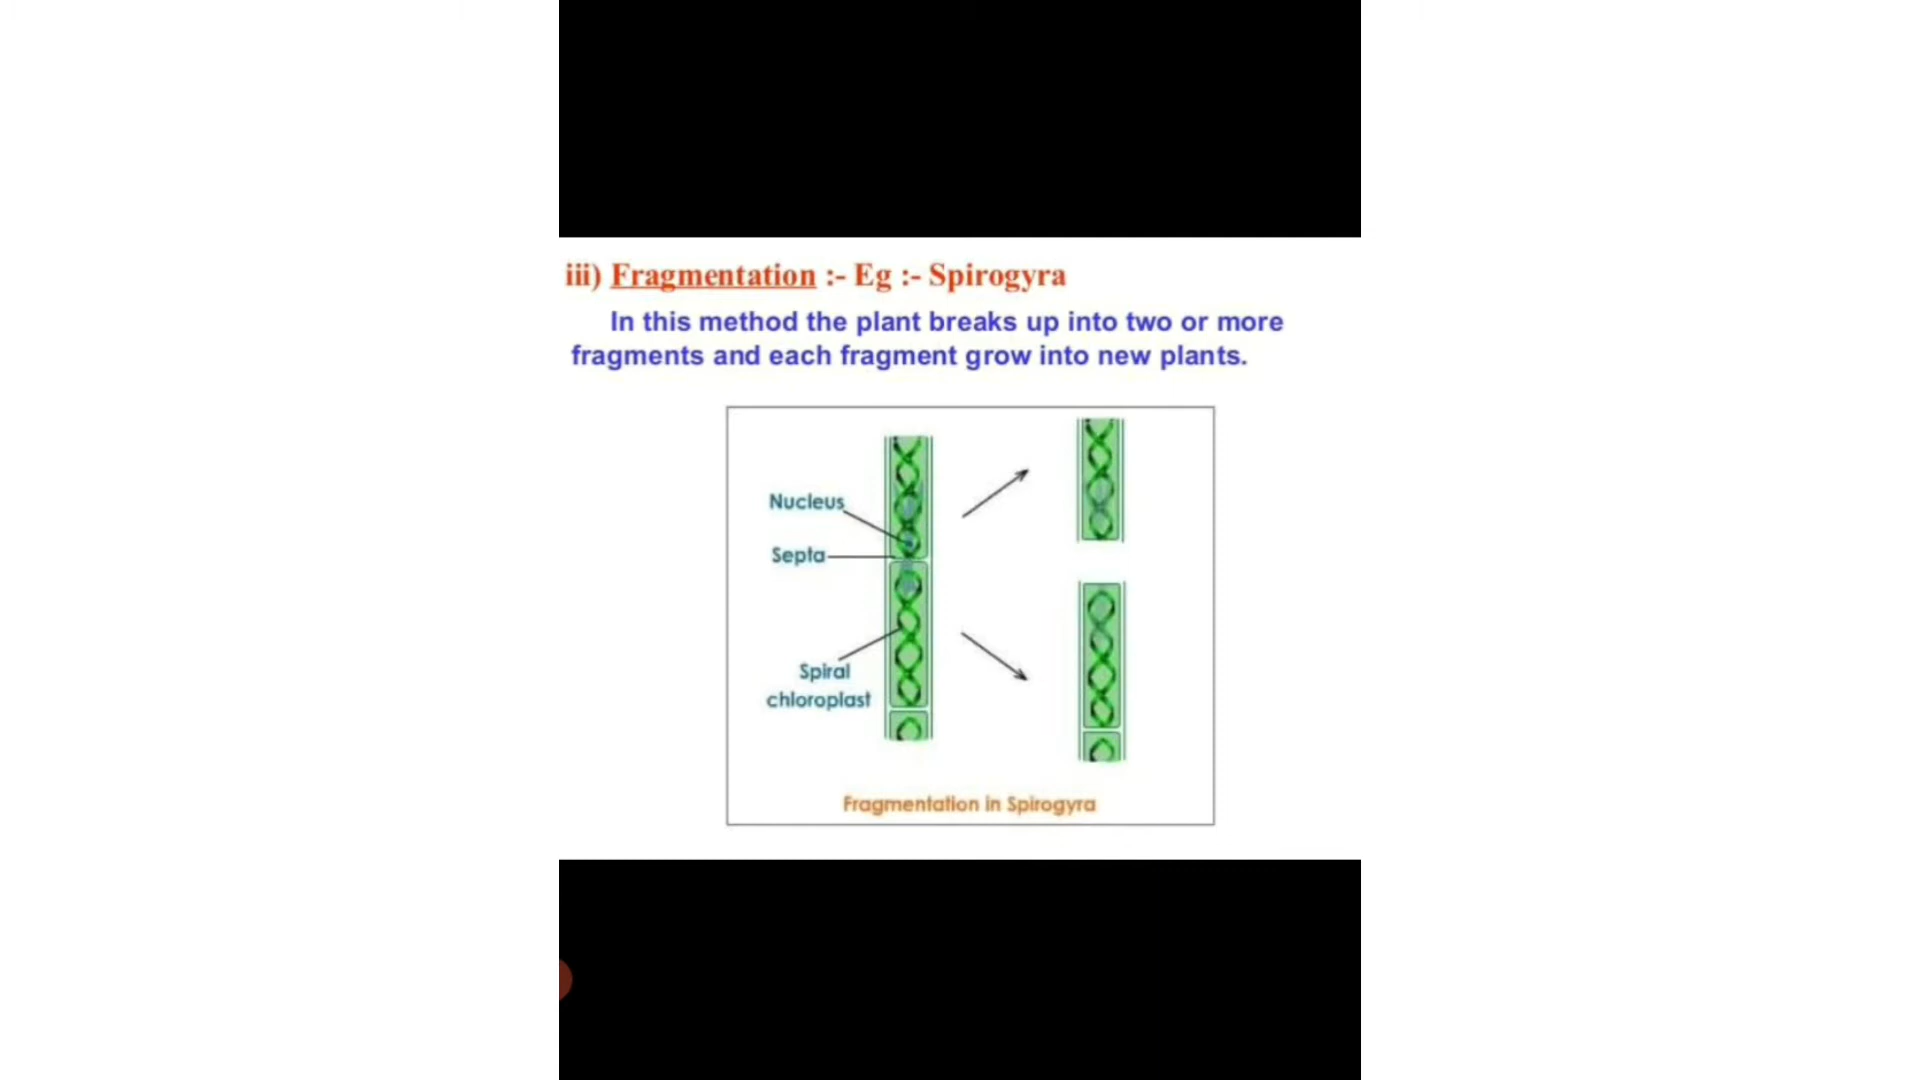 iii) Fragmentation :- Eg :- Spirogyra
In this method the plant breaks up into two or more
fragments and each fragment grow into new plants.
Nucleus
Septa
Spiral
chloroplast
Fragmentation in Spirogyra